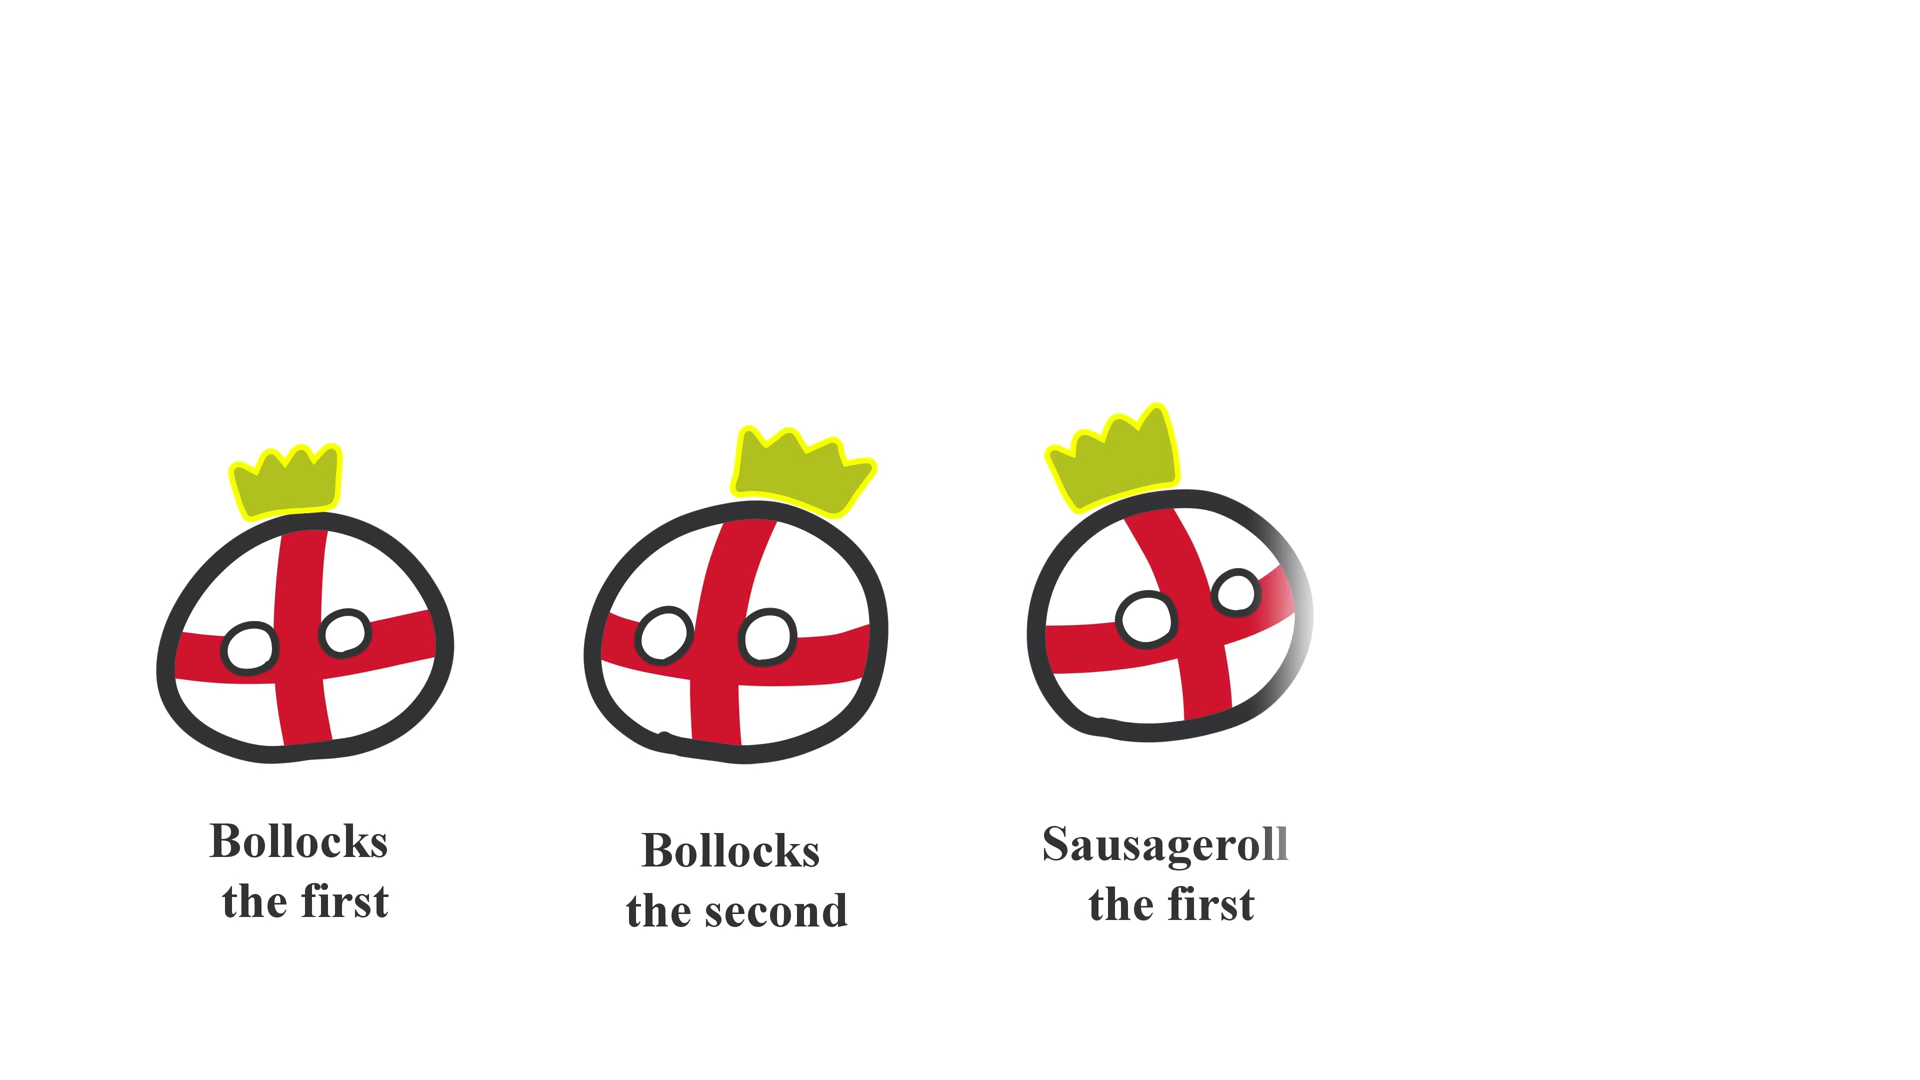 Bollocks
the first
Bollocks
the second
Sausageroll
the first